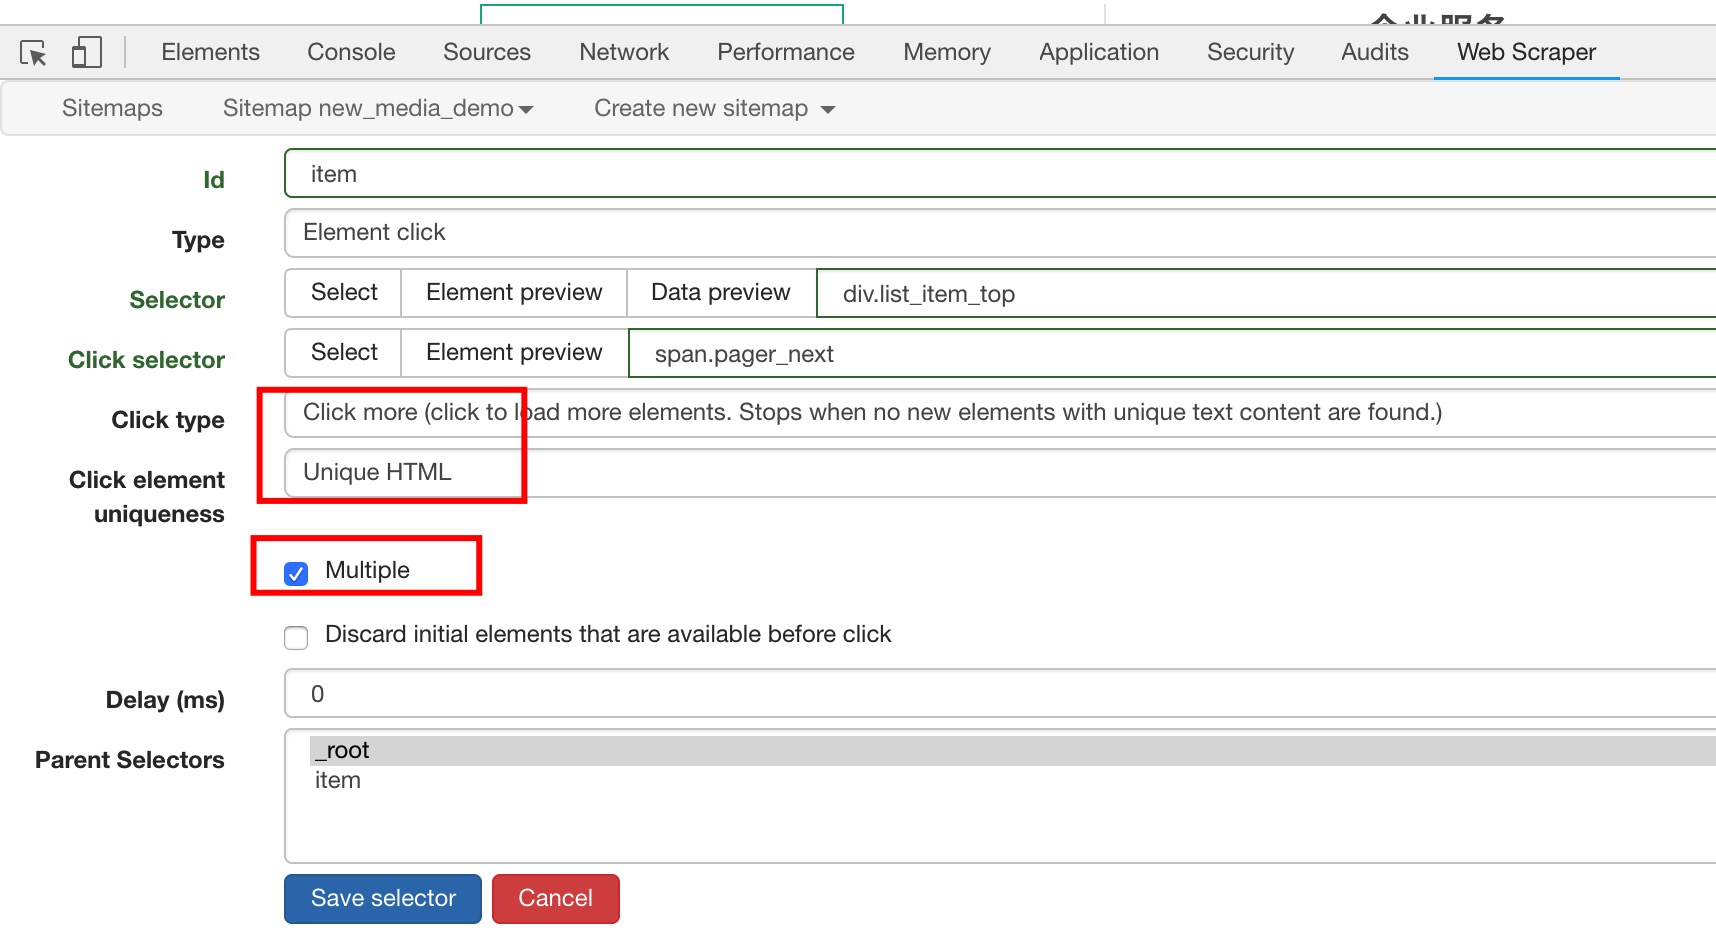 企业服务
Elements Console Sources Network Performance Memory Application Security Audits Web Scraper
Sitemaps Sitemap new_media_demo Create new sitemap
Id item
Type Element click
Selector Select Element preview Data preview div.list_item_top
Click selector Select Element preview span.pager_next
Click type Click more (click to load more elements. Stops when no new elements with unique text content are found.)
Click element uniqueness Unique HTML
Multiple
Discard initial elements that are available before click
Delay (ms) 0
Parent Selectors _root
item
Save selector Cancel